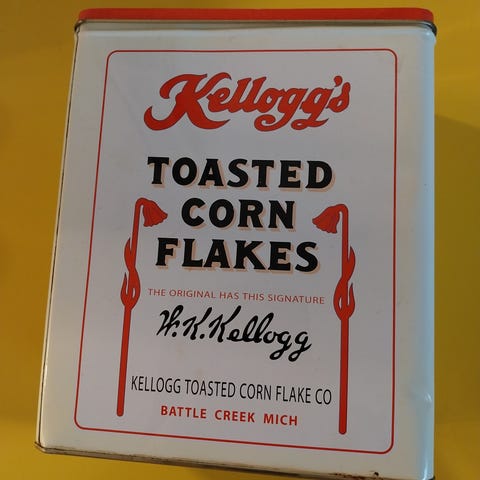 Kellogg's
TOASTED
CORN
FLAKES
THE ORIGINAL HAS THIS SIGNATURE
W.K.Kellogg
KELLOGG TOASTED CORN FLAKE CO
BATTLE CREEK MICH